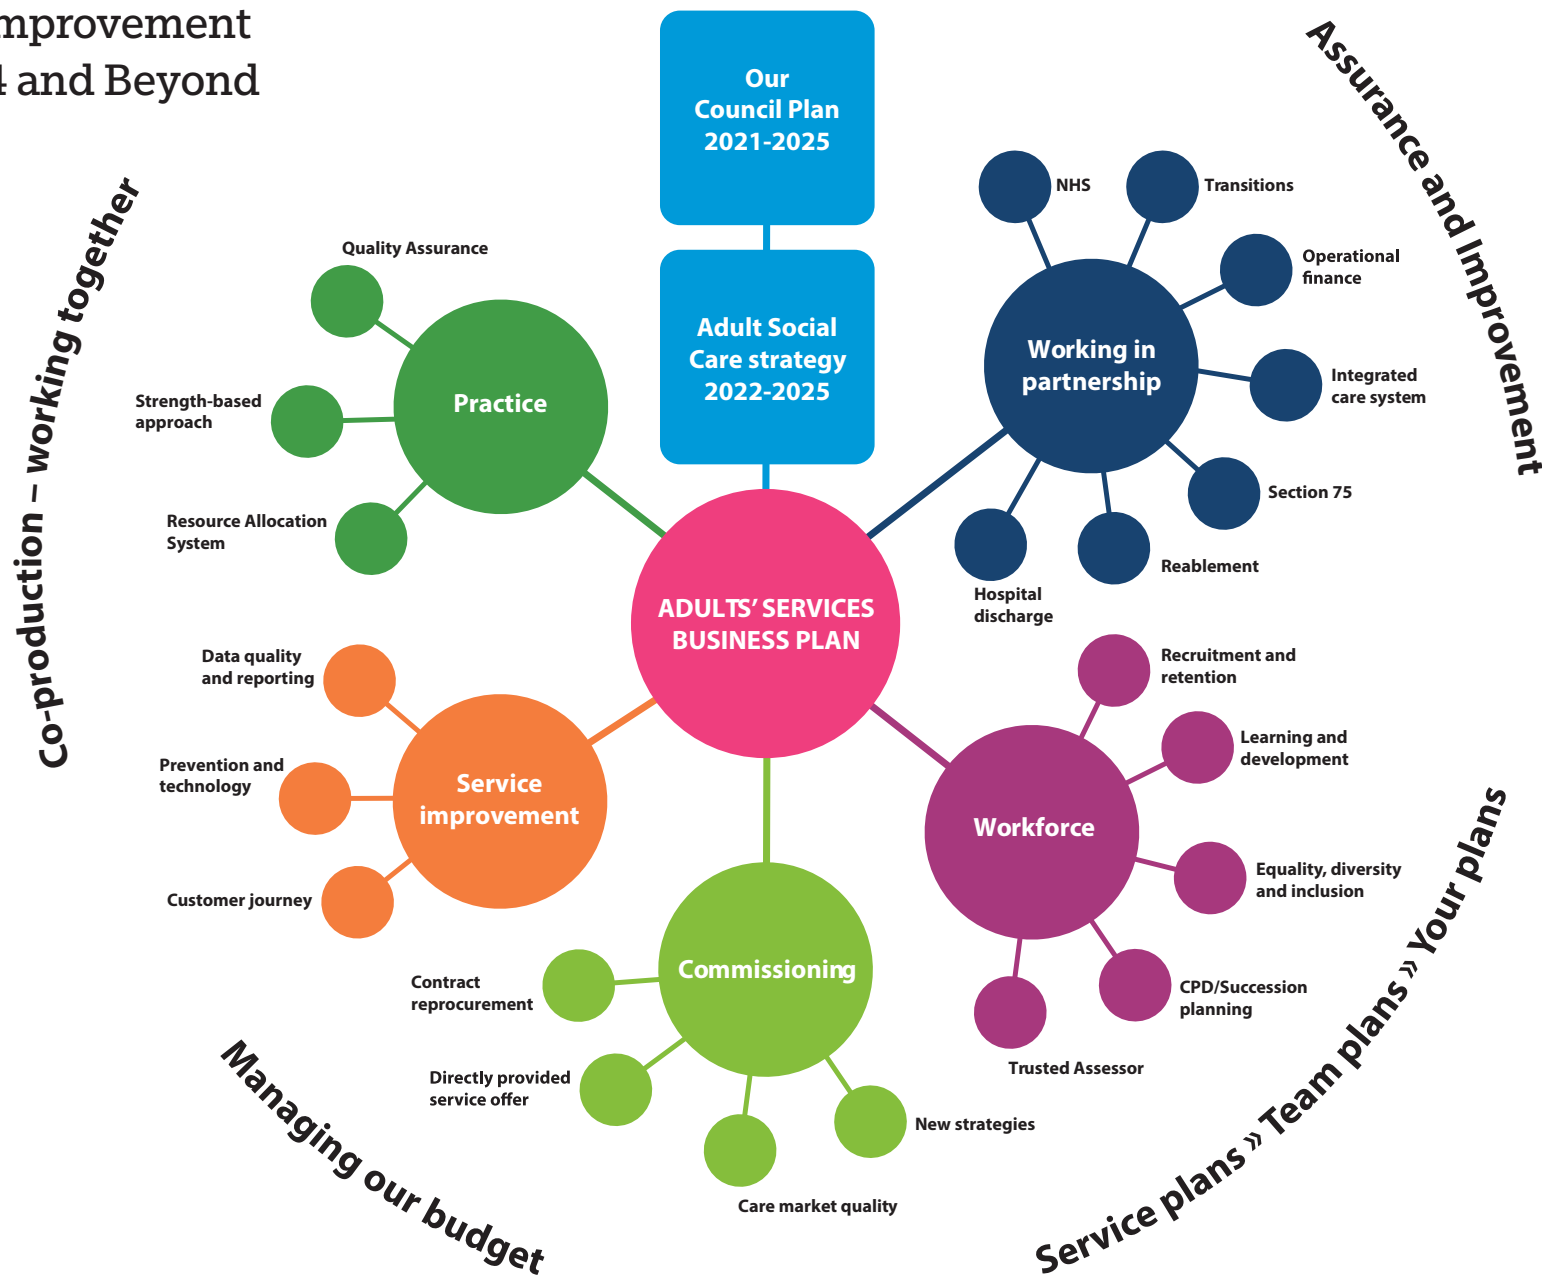 and Beyond
Our
Council Plan
2021-2025
Adult Social
Care strategy
2022-2025
ADULTS’ SERVICES
BUSINESS PLAN
Practice
Quality Assurance
Strength-based
approach
Resource Allocation
System
Working in
partnership
NHS
Transitions
Operational
finance
Integrated
care system
Section 75
Reablement
Hospital
discharge
Service
improvement
Data quality
and reporting
Prevention and
technology
Customer journey
Workforce
Recruitment and
retention
Learning and
development
Equality, diversity
and inclusion
CPD/Succession
planning
Trusted Assessor
Commissioning
Contract
reprocurement
Directly provided
service offer
Care market quality
New strategies
Co-production – working together
Assurance and Improvement
Managing our budget
Service plans » Team plans » Your plans